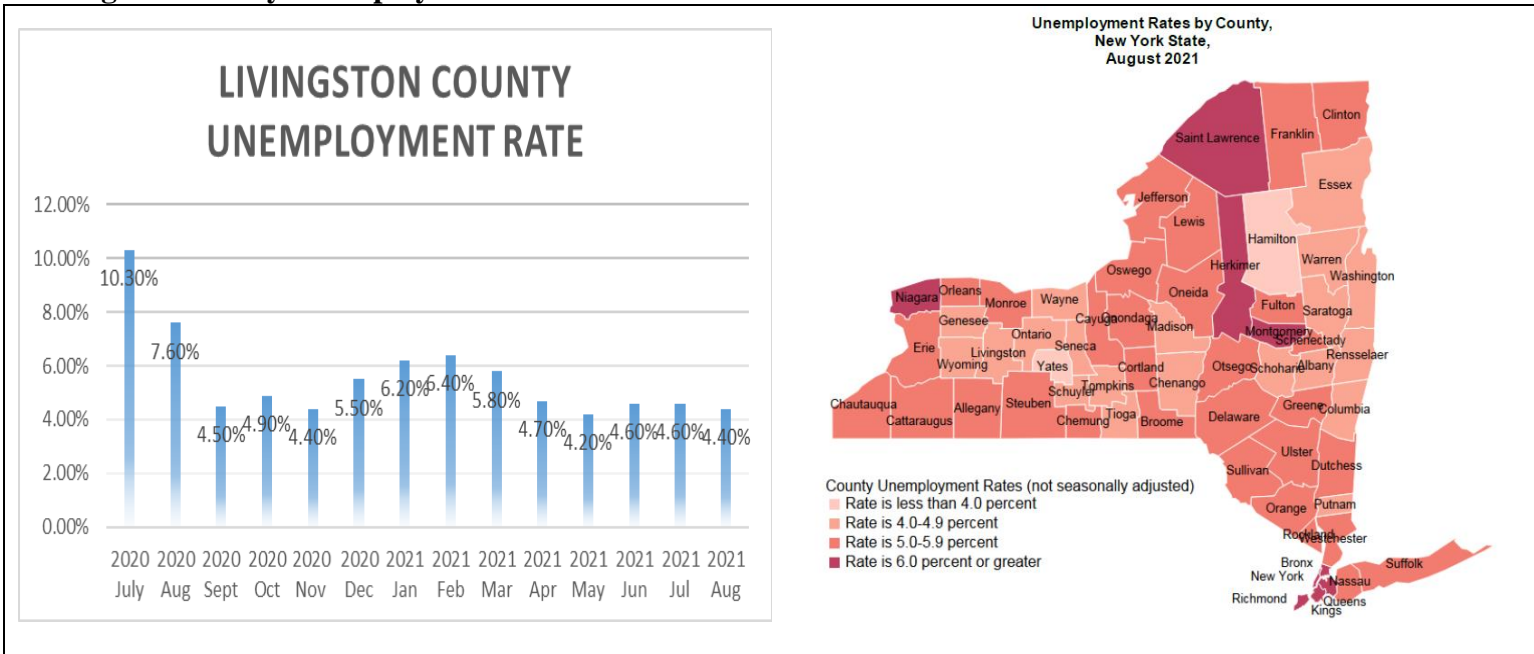 LIVINGSTON COUNTY
UNEMPLOYMENT RATE
12.00%
10.00%
8.00%
6.00%
4.00%
2.00%
0.00%
10.30%
7.60%
4.50%
4.90%
4.40%
5.50%
6.20%
6.40%
5.80%
4.70%
4.20%
4.60%
4.60%
4.40%
2020 2020 2020 2020 2020 2020 2021 2021 2021 2021 2021 2021 2021 2021
July Aug Sept Oct Nov Dec Jan Feb Mar Apr May Jun Jul Aug
Unemployment Rates by County,
New York State,
August 2021
Clinton
Franklin
Saint Lawrence
Essex
Jefferson
Lewis
Hamilton
Herkimer
Warren
Washington
Oswego
Oneida
Fulton
Saratoga
Niagara
Orleans
Monroe
Wayne
Cayuga
Onondaga
Madison
Montgomery
Schenectady
Genesee
Ontario
Seneca
Erie
Wyoming
Livingston
Yates
Cortland
Otsego
Schoharie
Albany
Rensselaer
Schuyler
Tompkins
Chenango
Chautauqua
Cattaraugus
Allegany
Steuben
Chemung
Tioga
Broome
Delaware
Greene
Columbia
Ulster
Sullivan
Dutchess
Orange
Putnam
Rockland
Westchester
Bronx
New York
Nassau
Suffolk
Richmond
Queens
Kings
County Unemployment Rates (not seasonally adjusted)
Rate is less than 4.0 percent
Rate is 4.0-4.9 percent
Rate is 5.0-5.9 percent
Rate is 6.0 percent or greater